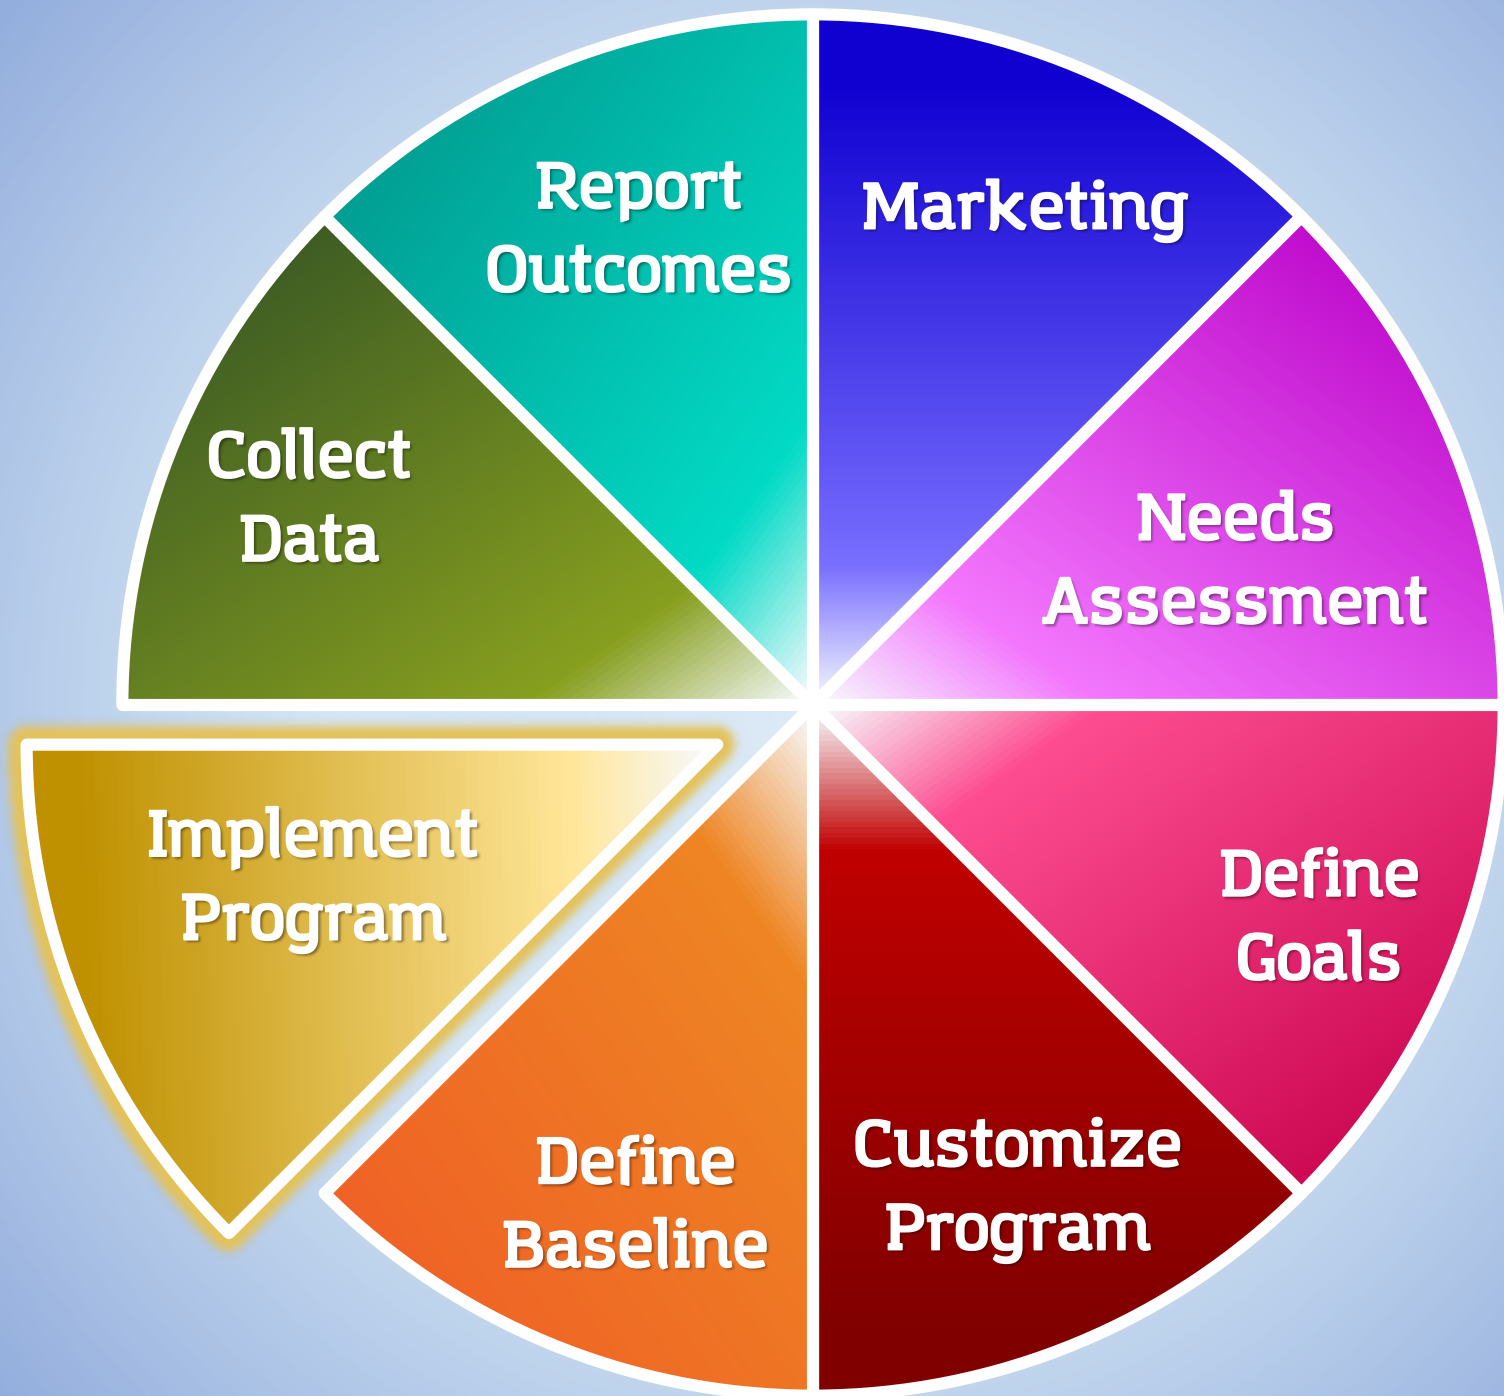 Report
Outcomes
Marketing
Needs
Assessment
Define
Goals
Customize
Program
Define
Baseline
Implement
Program
Collect
Data